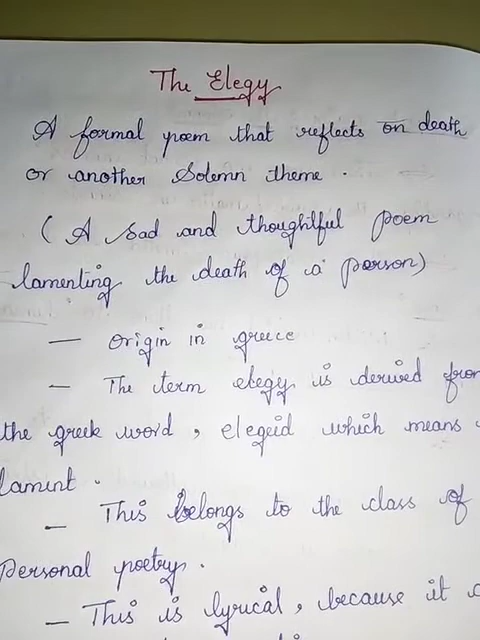 The Elegy
A formal poem that reflects on death
or another Solemn theme .
( A Sad and thoughtful poem
lamenting the death of a person)
— Origin in greece
— The term elegy is derived from
the greek word , elegeid which means
lament .
— This belongs to the class of
Personal poetry .
— This is lyrical , because it